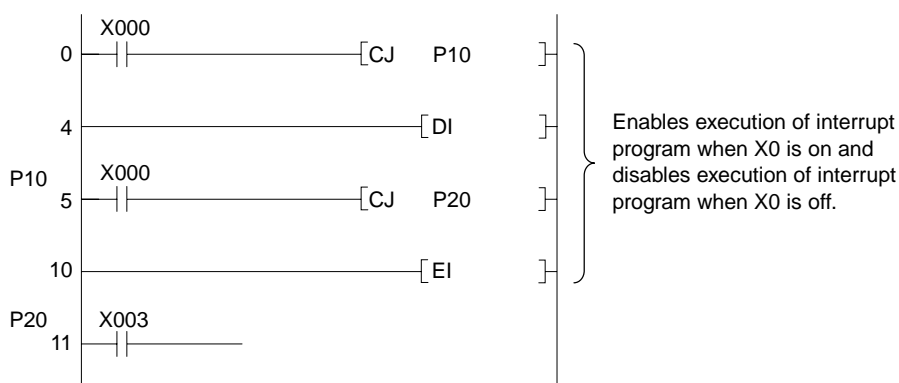 X000
0 [CJ P10 ]
4 [DI ]
P10 X000
5 [CJ P20 ]
10 [EI ]
P20 X003
11
Enables execution of interrupt
program when X0 is on and
disables execution of interrupt
program when X0 is off.